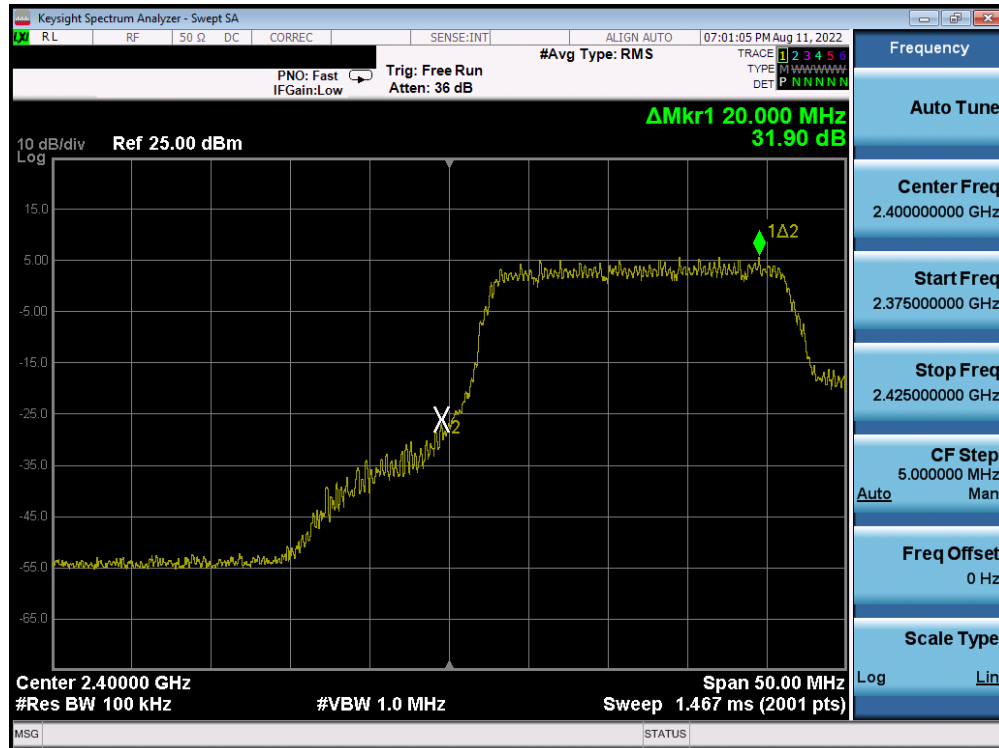 Keysight Spectrum Analyzer - Swept SA
LXI RL RF 50 Ω DC CORREC SENSE:INT ALIGN AUTO 07:01:05 PM Aug 11, 2022
#Avg Type: RMS
TRACE 1 2 3 4 5 6
TYPE M WWWWW
DET P N N N N N
PNO: Fast
IFGain:Low
Trig: Free Run
Atten: 36 dB
ΔMkr1 20.000 MHz
31.90 dB
10 dB/div Ref 25.00 dBm
Log
15.0
5.00
-5.00
-15.0
-25.0
-35.0
-45.0
-55.0
-65.0
1Δ2
2
Center 2.40000 GHz
Span 50.00 MHz
#Res BW 100 kHz
#VBW 1.0 MHz
Sweep 1.467 ms (2001 pts)
MSG
STATUS
Frequency
Auto Tune
Center Freq
2.400000000 GHz
Start Freq
2.375000000 GHz
Stop Freq
2.425000000 GHz
CF Step
5.000000 MHz
Auto Man
Freq Offset
0 Hz
Scale Type
Log Lin